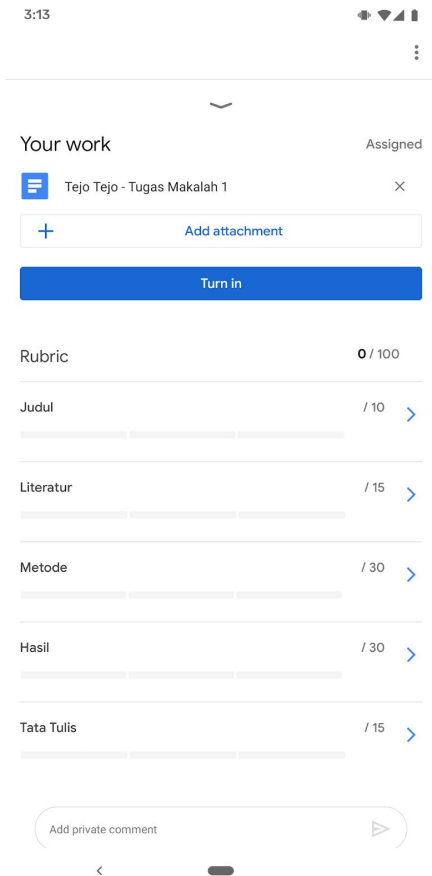 3:13
Your work
Assigned
Tejo Tejo - Tugas Makalah 1
Add attachment
Turn in
Rubric
0 / 100
Judul
/ 10
Literatur
/ 15
Metode
/ 30
Hasil
/ 30
Tata Tulis
/ 15
Add private comment